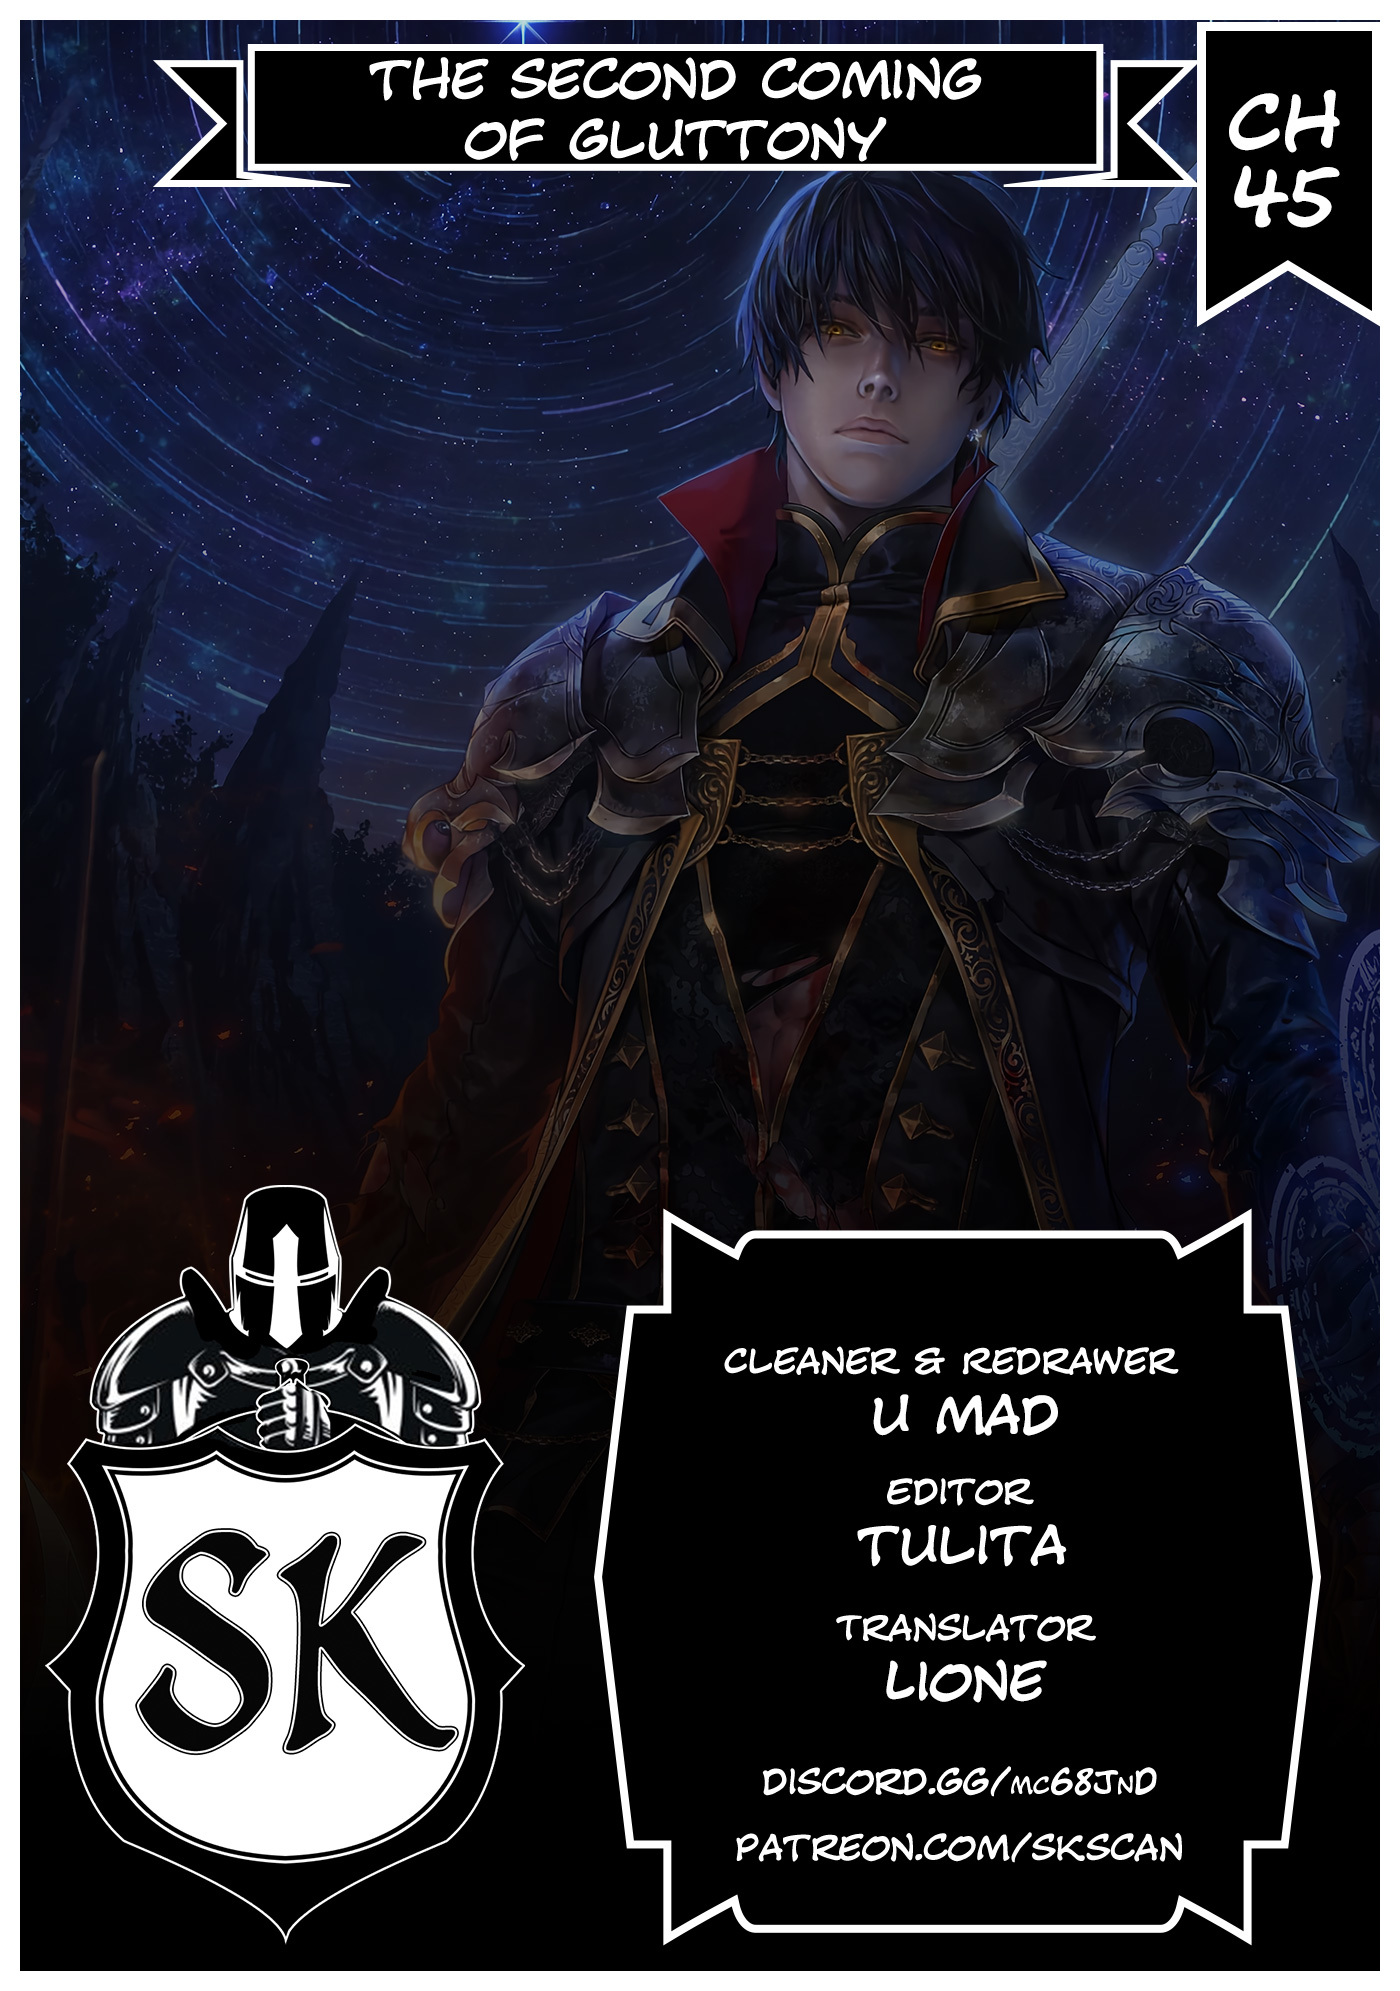 THE SECOND COMING
OF GLUTTONY
CH
45
CLEANER & REDRAWER
U MAD
EDITOR
TULITA
TRANSLATOR
LIONE
DISCORD.GG/mc68JnD
PATREON.COM/SKSCAN
SK